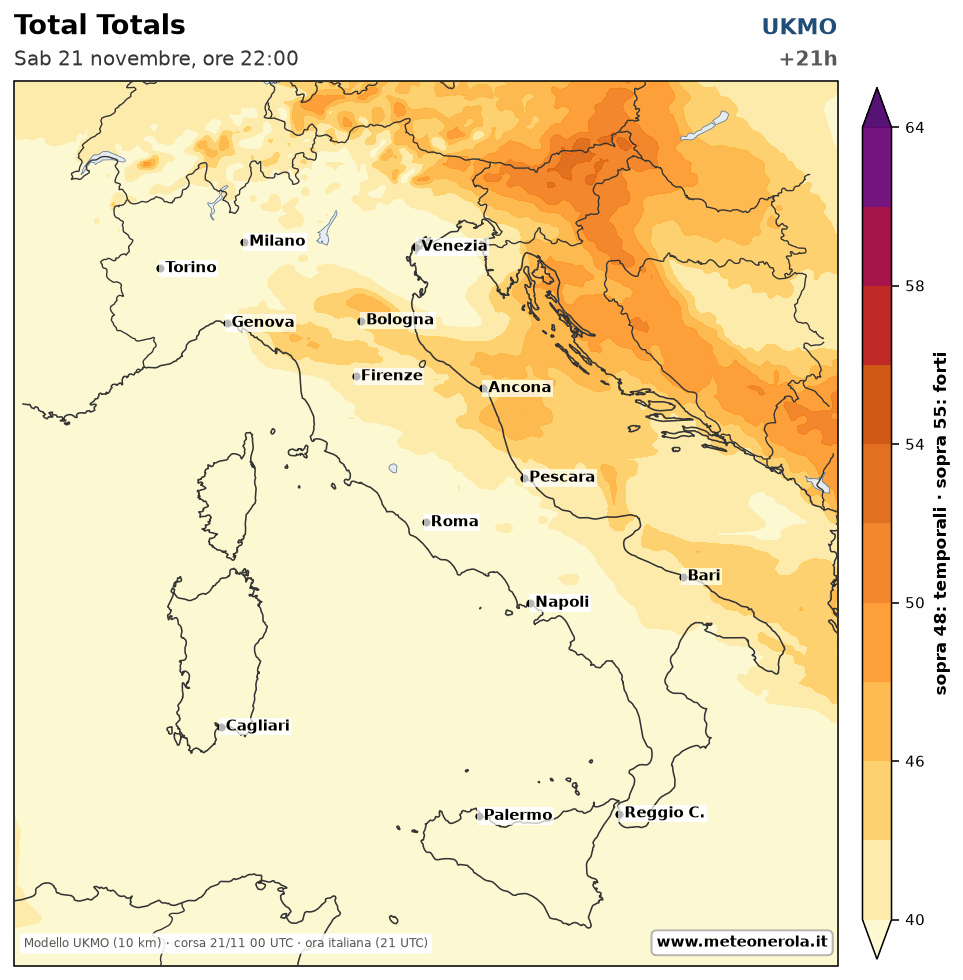 Total Totals
UKMO
Sab 21 novembre, ore 22:00
+21h
64
58
54
50
46
40
sopra 48: temporali · sopra 55: forti
Milano
Venezia
Torino
Genova
Bologna
Firenze
Ancona
Pescara
Roma
Bari
Napoli
Cagliari
Palermo
Reggio C.
Modello UKMO (10 km) · corsa 21/11 00 UTC · ora italiana (21 UTC)
www.meteonerola.it